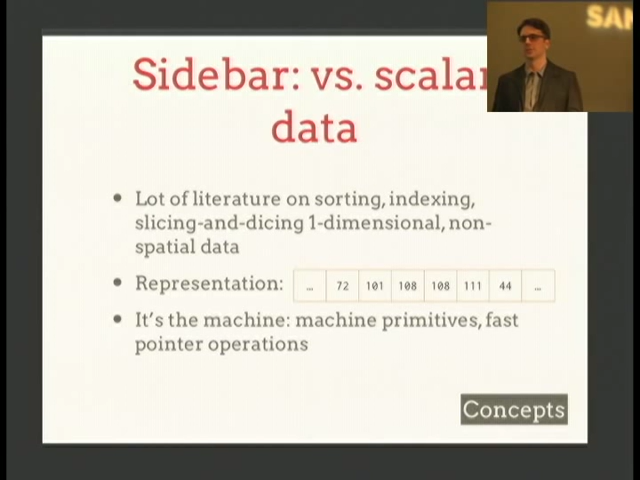 SAN
Sidebar: vs. scalar
data
• Lot of literature on sorting, indexing,
slicing-and-dicing 1-dimensional, non-
spatial data
• Representation: … 72 101 108 108 111 44 …
• It's the machine: machine primitives, fast
pointer operations
Concepts